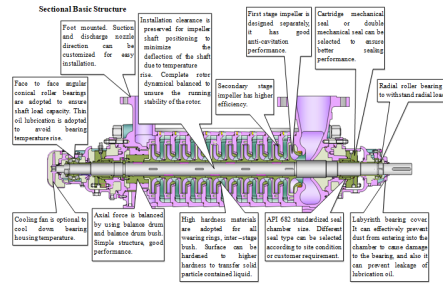 Sectional Basic Structure
Foot mounted. Suction
and discharge nozzle
direction can be
customized for easy
installation.
Installation clearance is
preserved for impeller
shaft positioning to
minimize the
deflection of the shaft
due to temperature
rise. Complete rotor
dynamical balanced to
unsure the running
stability of the rotor.
First stage impeller is
designed separately,
it has good
anti-cavitation
performance.
Cartridge mechanical
seal or double
mechanical seal can be
selected to ensure
better sealing
performance.
Face to face angular
conical roller bearings
are adopted to ensure
shaft load capacity. Thin
oil lubrication is adopted
to avoid bearing
temperature rise.
Secondary stage
impeller has higher
efficiency.
Radial roller bearing
to withstand radial load
Cooling fan is optional to
cool down bearing
housing temperature.
Axial force is balanced
by using balance drum
and balance drum bush.
Simple structure, good
performance.
High hardness materials
are adopted for all
wearing rings, inter-stage
bush. Surface can be
hardened to higher
hardness to transfer solid
particle contained liquid.
API 682 standardized seal
chamber size. Different
seal type can be selected
according to site condition
or customer requirement.
Labyrinth bearing cover.
It can effectively prevent
dust from entering into the
chamber to cause damage
to the bearing, and also it
can prevent leakage of
lubrication oil.